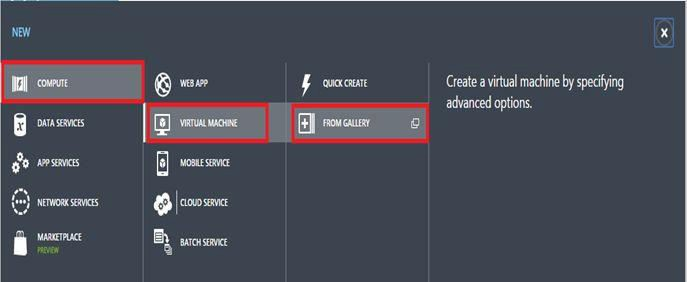 NEW
COMPUTE
DATA SERVICES
APP SERVICES
NETWORK SERVICES
MARKETPLACE
PREVIEW
WEB APP
VIRTUAL MACHINE
MOBILE SERVICE
CLOUD SERVICE
BATCH SERVICE
QUICK CREATE
FROM GALLERY
Create a virtual machine by specifying
advanced options.